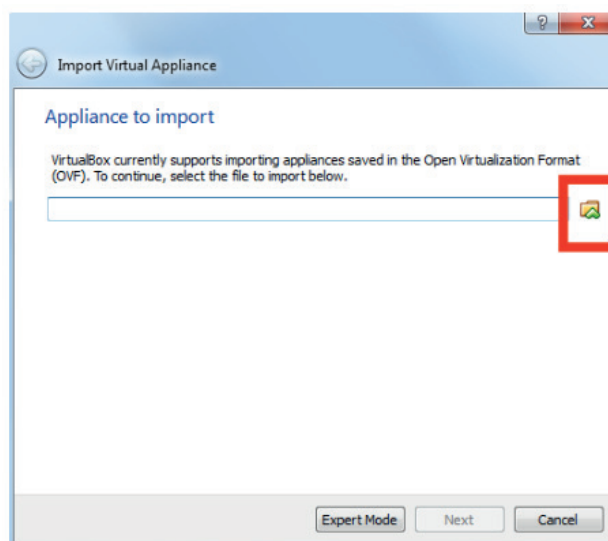 Import Virtual Appliance
Appliance to import
VirtualBox currently supports importing appliances saved in the Open Virtualization Format
(OVF). To continue, select the file to import below.
Expert Mode Next Cancel